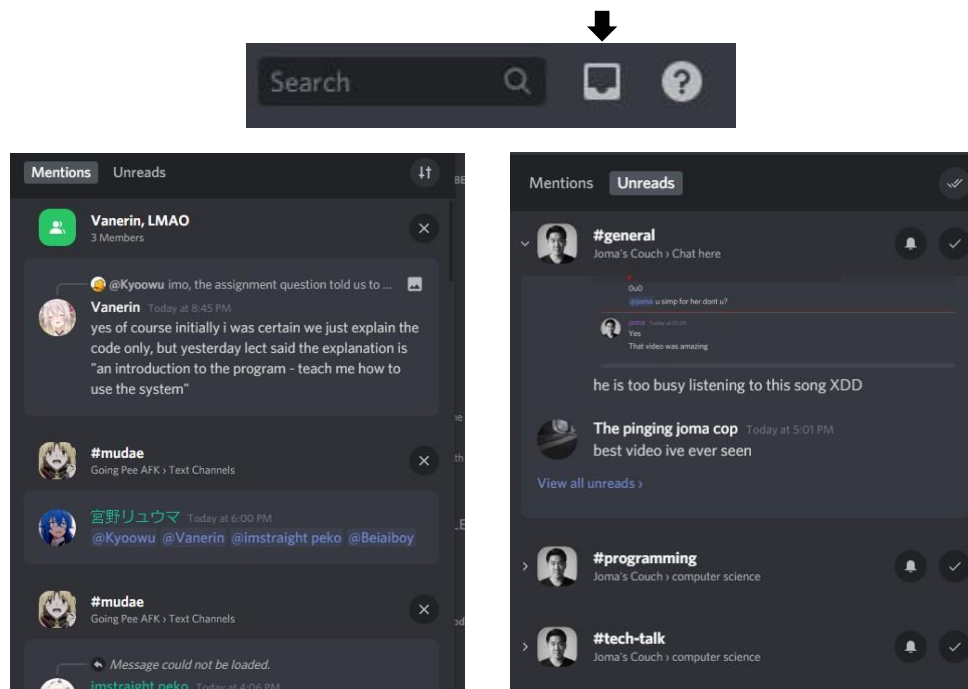 Search
Mentions Unreads
Vanerin, LMAO
3 Members
@Kyoowu imo, the assignment question told us to ...
Vanerin Today at 8:45 PM
yes of course initially i was certain we just explain the
code only, but yesterday lect said the explanation is
"an introduction to the program - teach me how to
use the system"
#mudae
Going Pee AFK › Text Channels
宮野リュウマ Today at 6:00 PM
@Kyoowu @Vanerin @imstraight peko @Beiaiboy
#mudae
Going Pee AFK › Text Channels
Message could not be loaded.
imstraight peko Today at 4:06 PM
Mentions Unreads
#general
Joma's Couch › Chat here
OuO
@joma u simp for her dont u?
joma Today at
Yes
That video was amazing
he is too busy listening to this song XDD
The pinging joma cop Today at 5:01 PM
best video ive ever seen
View all unreads ›
#programming
Joma's Couch › computer science
#tech-talk
Joma's Couch › computer science